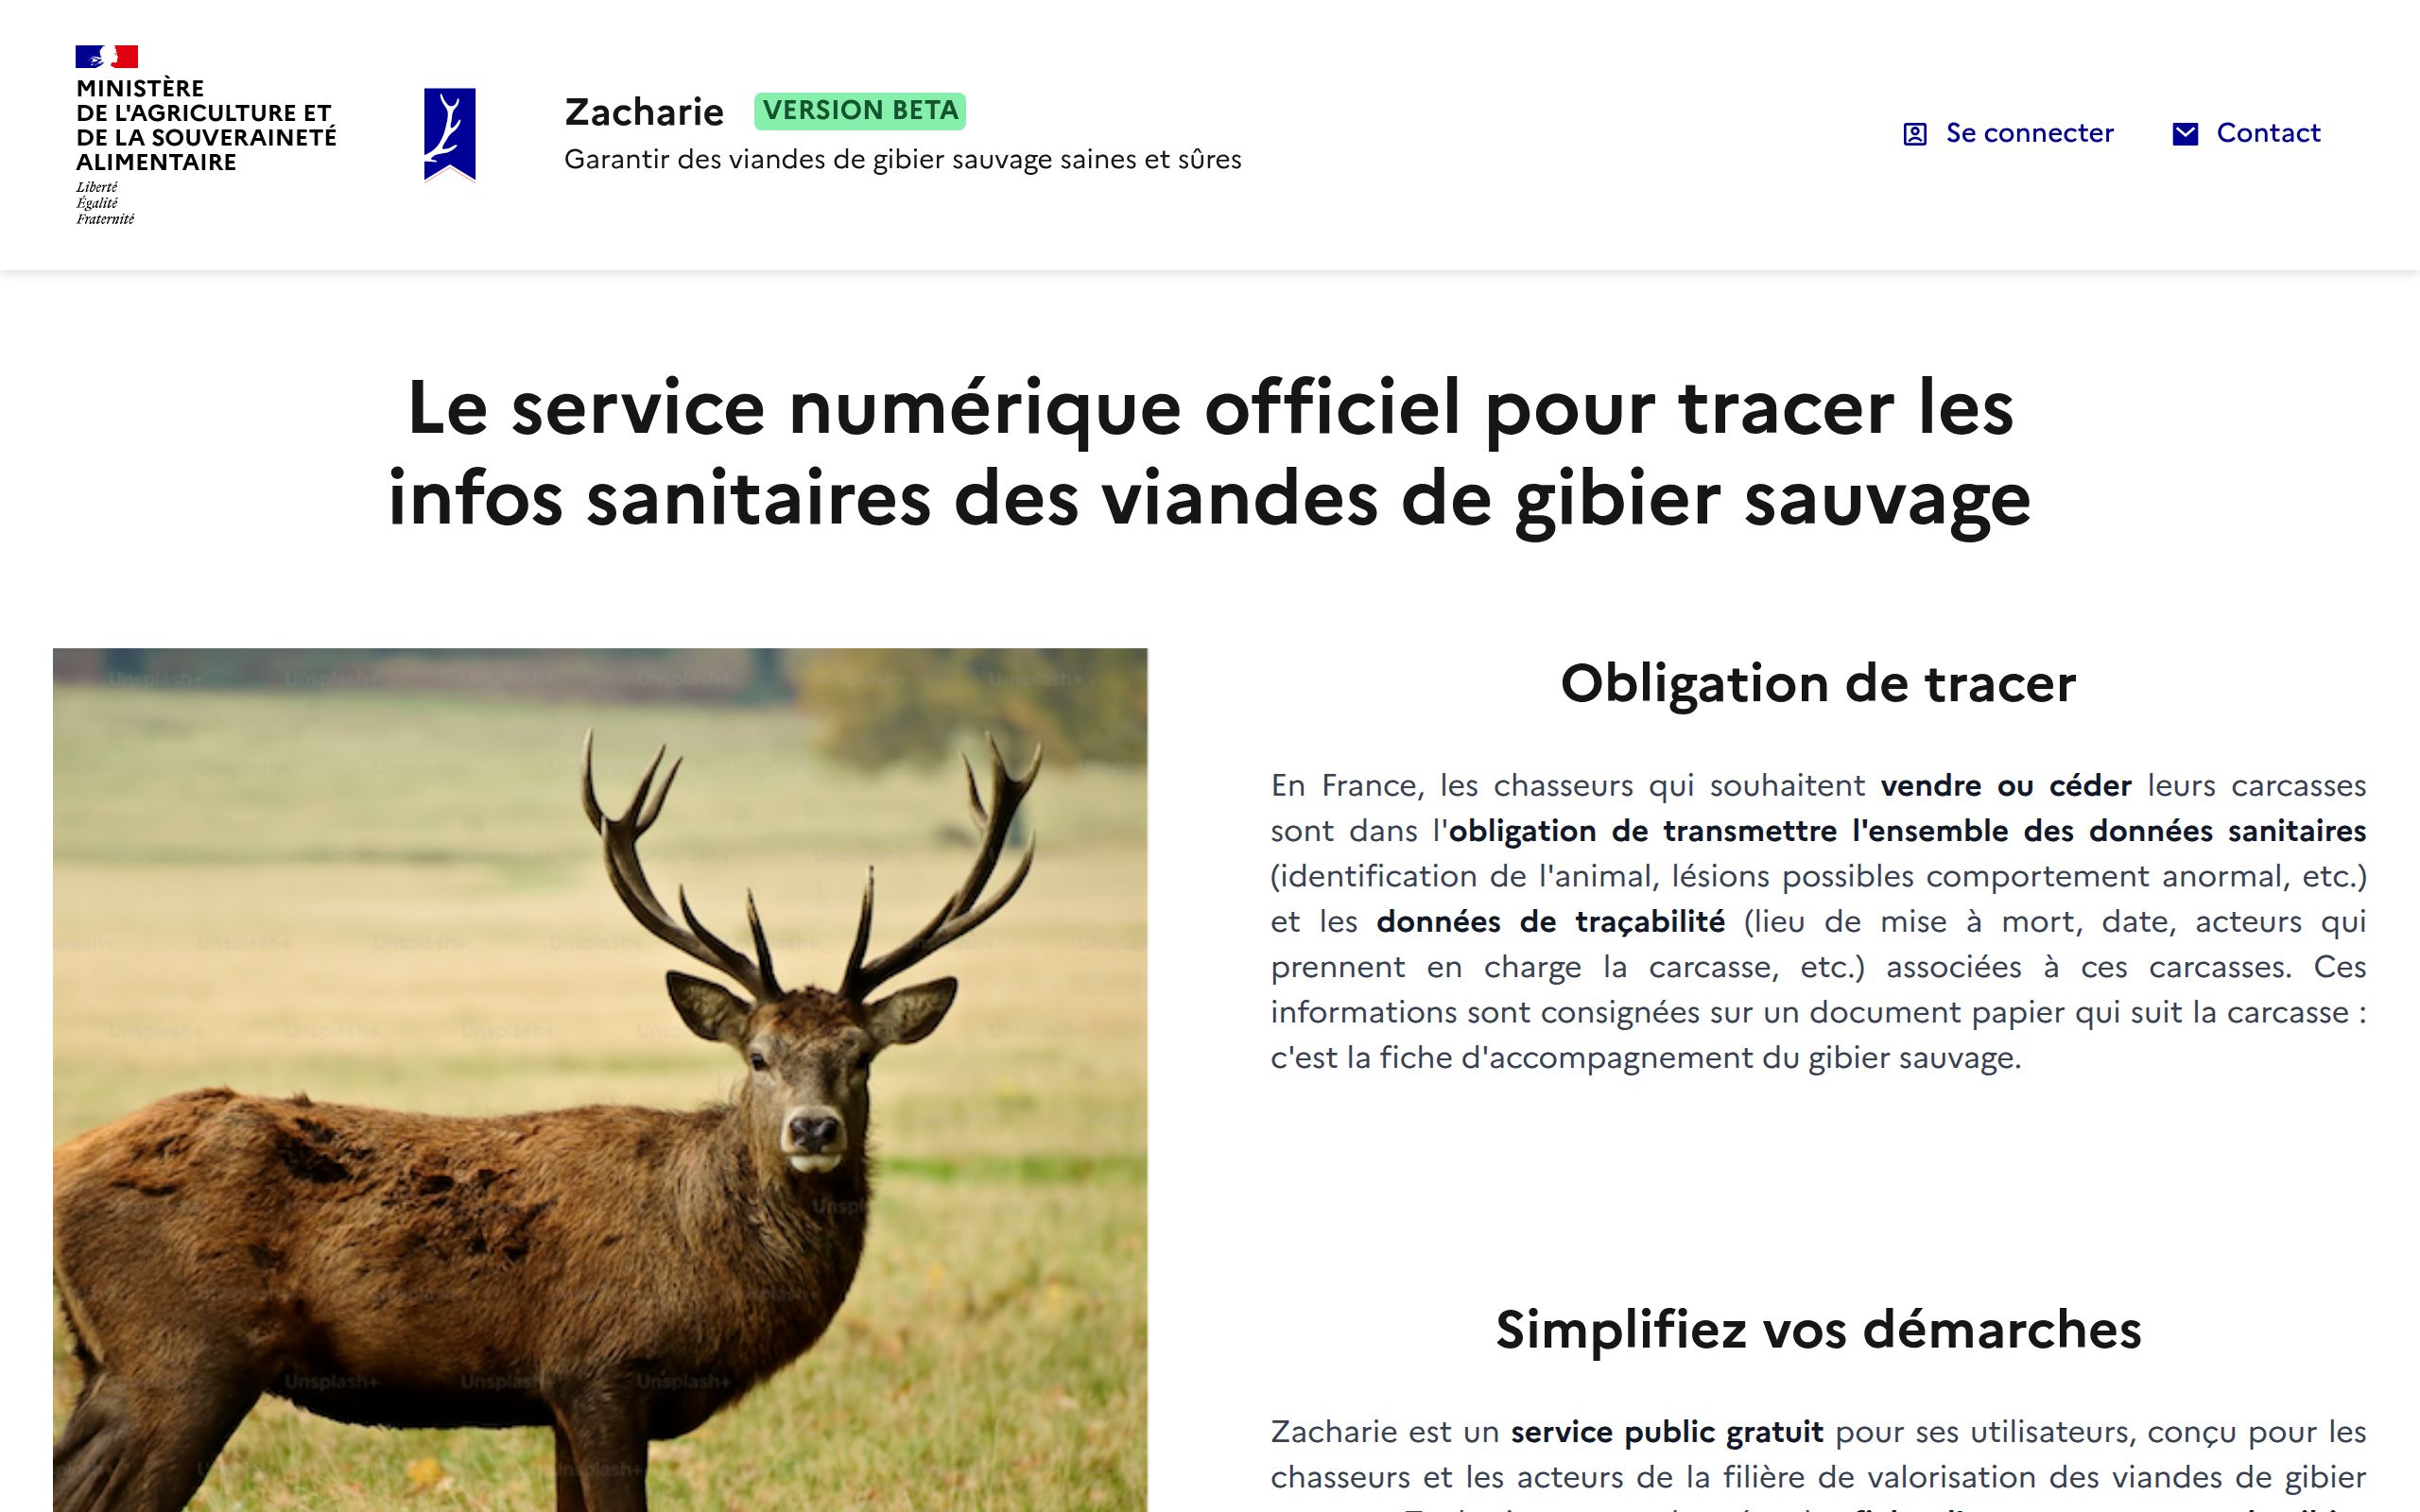 MINISTÈRE
DE L'AGRICULTURE ET
DE LA SOUVERAINETÉ
ALIMENTAIRE
Liberté
Égalité
Fraternité
Zacharie VERSION BETA
Garantir des viandes de gibier sauvage saines et sûres
Se connecter
Contact
Le service numérique officiel pour tracer les
infos sanitaires des viandes de gibier sauvage
Unsplash+
Obligation de tracer
En France, les chasseurs qui souhaitent vendre ou céder leurs carcasses
sont dans l'obligation de transmettre l'ensemble des données sanitaires
(identification de l'animal, lésions possibles comportement anormal, etc.)
et les données de traçabilité (lieu de mise à mort, date, acteurs qui
prennent en charge la carcasse, etc.) associées à ces carcasses. Ces
informations sont consignées sur un document papier qui suit la carcasse :
c'est la fiche d'accompagnement du gibier sauvage.
Simplifiez vos démarches
Zacharie est un service public gratuit pour ses utilisateurs, conçu pour les
chasseurs et les acteurs de la filière de valorisation des viandes de gibier